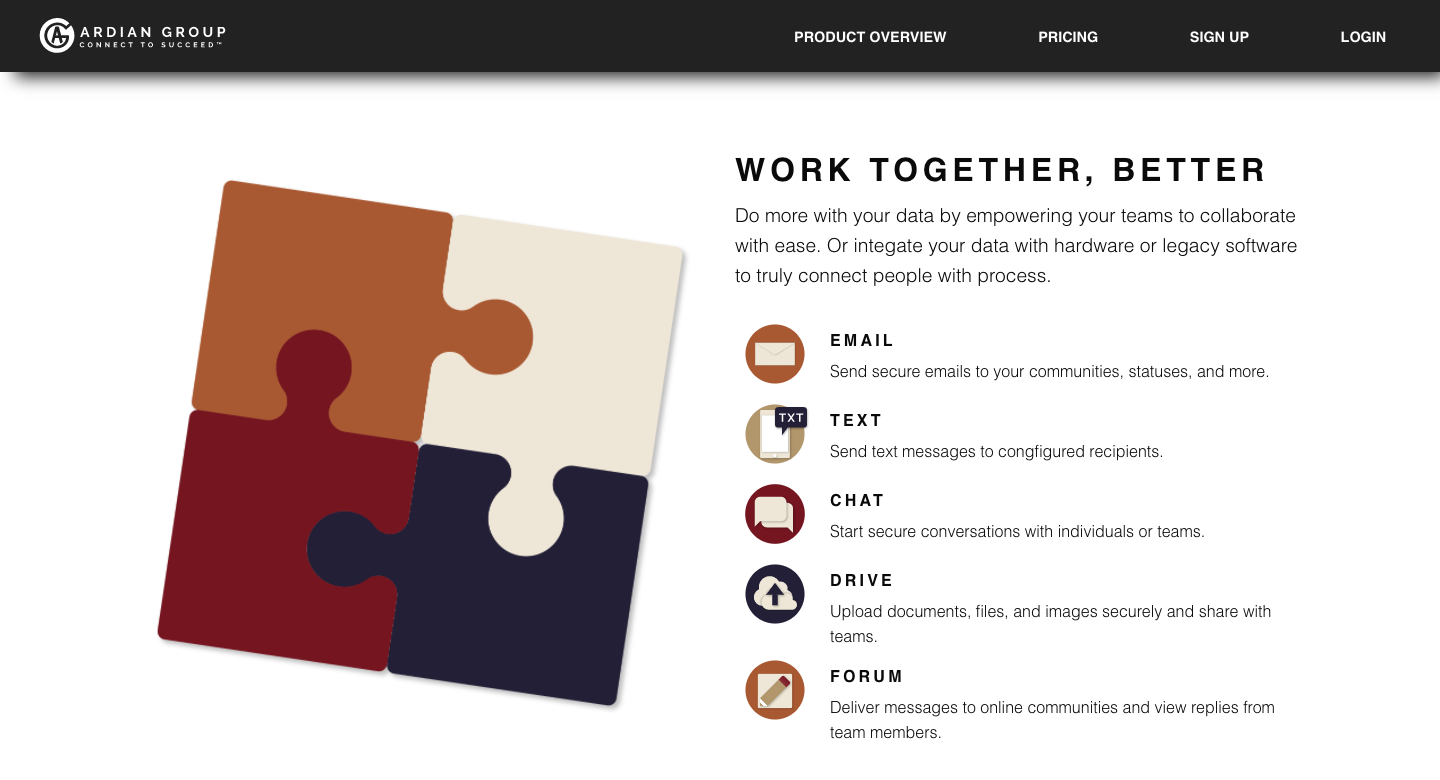 ARDIAN GROUP
CONNECT TO SUCCEED™
PRODUCT OVERVIEW
PRICING
SIGN UP
LOGIN
WORK TOGETHER, BETTER
Do more with your data by empowering your teams to collaborate
with ease. Or integate your data with hardware or legacy software
to truly connect people with process.
EMAIL
Send secure emails to your communities, statuses, and more.
TXT
TEXT
Send text messages to congfigured recipients.
CHAT
Start secure conversations with individuals or teams.
DRIVE
Upload documents, files, and images securely and share with
teams.
FORUM
Deliver messages to online communities and view replies from
team members.